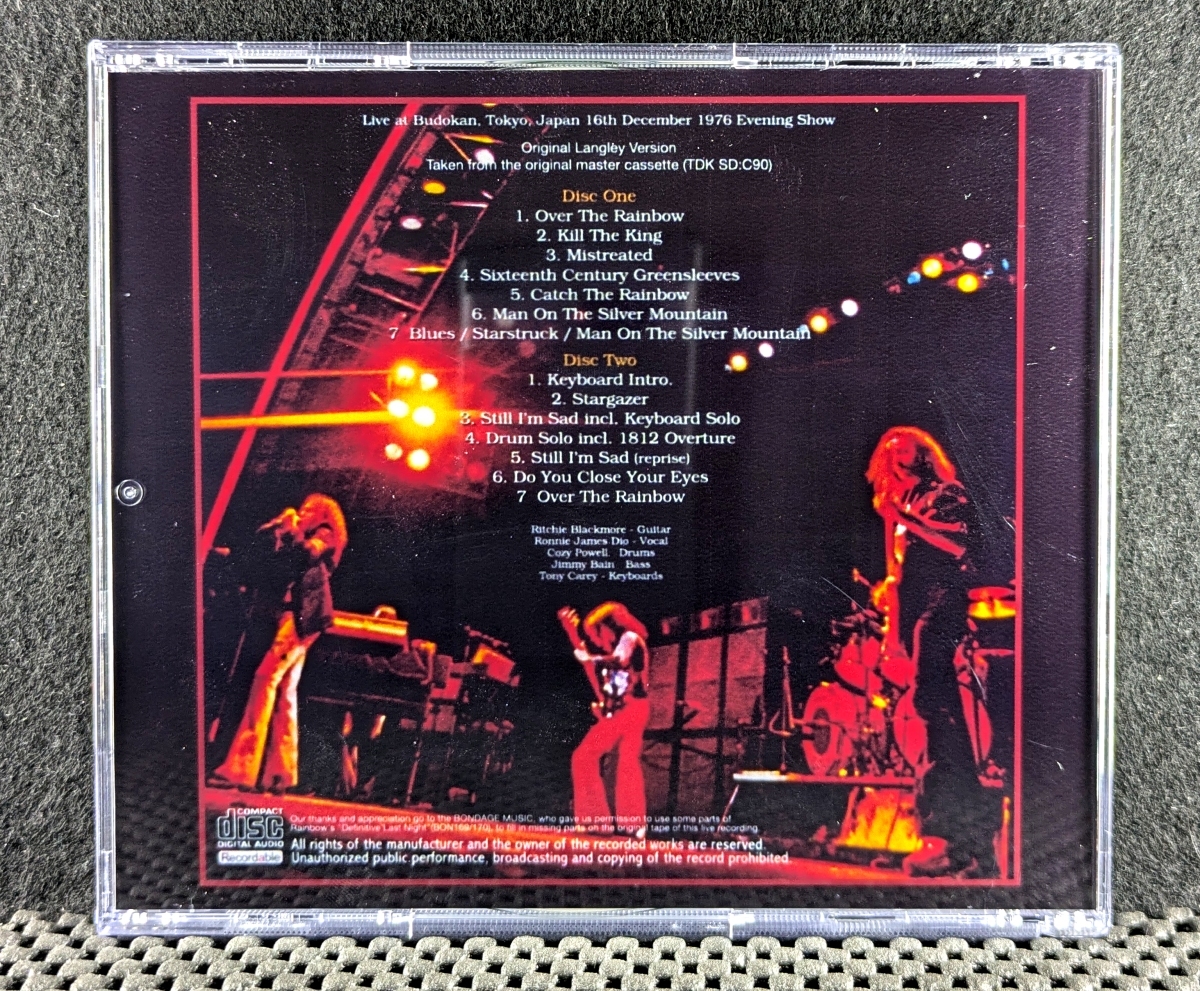 Live at Budokan, Tokyo, Japan 16th December 1976 Evening Show
Original Langley Version
Taken from the original master cassette (TDK SD:C90)
Disc One
1. Over The Rainbow
2. Kill The King
3. Mistreated
4. Sixteenth Century Greensleeves
5. Catch The Rainbow
6. Man On The Silver Mountain
7 Blues / Starstruck / Man On The Silver Mountain
Disc Two
1. Keyboard Intro.
2. Stargazer
3. Still I'm Sad incl. Keyboard Solo
4. Drum Solo incl. 1812 Overture
5. Still I'm Sad (reprise)
6. Do You Close Your Eyes
7 Over The Rainbow
Ritchie Blackmore - Guitar
Ronnie James Dio - Vocal
Cozy Powell Drums
Jimmy Bain Bass
Tony Carey - Keyboards
COMPACT
disc
DIGITAL AUDIO
Recordable
Our thanks and appreciation go to the BONDAGE MUSIC, who gave us permission to use some parts of
Rainbow's "Definitive Last Night"(BON169/170), to fill in missing parts on the original tape of this live recording.
All rights of the manufacturer and the owner of the recorded works are reserved.
Unauthorized public performance, broadcasting and copying of the record prohibited.